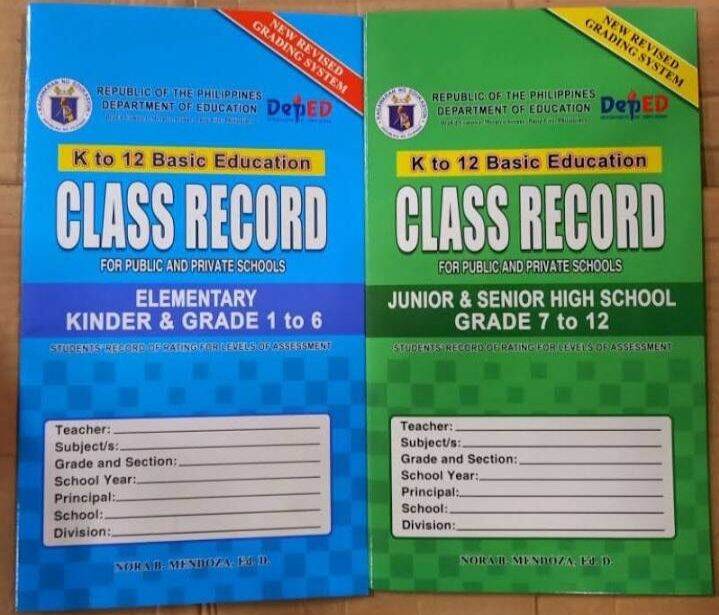 NEW REVISED
GRADING SYSTEM
REPUBLIC OF THE PHILIPPINES
DEPARTMENT OF EDUCATION
DepED
K to 12 Basic Education
CLASS RECORD
FOR PUBLIC AND PRIVATE SCHOOLS
ELEMENTARY
KINDER & GRADE 1 to 6
STUDENTS' RECORD OF RATING FOR LEVELS OF ASSESSMENT
Teacher:
Subject/s:
Grade and Section:
School Year:
Principal:
School:
Division:
NORA B. MENDOZA, Ed. D.
NEW REVISED
GRADING SYSTEM
REPUBLIC OF THE PHILIPPINES
DEPARTMENT OF EDUCATION
DepED
K to 12 Basic Education
CLASS RECORD
FOR PUBLIC AND PRIVATE SCHOOLS
JUNIOR & SENIOR HIGH SCHOOL
GRADE 7 to 12
STUDENTS' RECORD OF RATING FOR LEVELS OF ASSESSMENT
Teacher:
Subject/s:
Grade and Section:
School Year:
Principal:
School:
Division:
NORA B. MENDOZA, Ed. D.